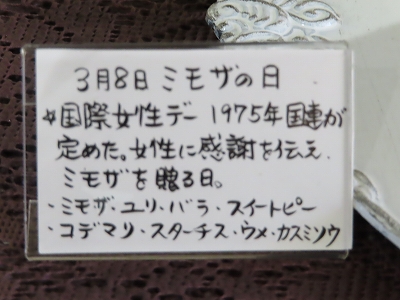 3月8日 ミモザの日
☆国際女性デー 1975年国連が
定めた。女性に感謝を伝え
ミモザを贈る日。
・ミモザ・ユリ・バラ・スイートピー
・コデマリ・スターチス・ウメ・カスミソウ